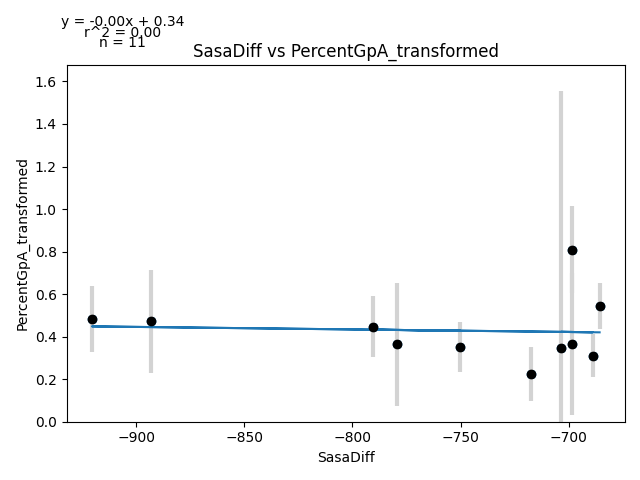 y = -0.00x + 0.34
r^2 = 0.00
n = 11
SasaDiff vs PercentGpA_transformed
PercentGpA_transformed
1.6
1.4
1.2
1.0
0.8
0.6
0.4
0.2
0.0
−900
−850
−800
−750
−700
SasaDiff